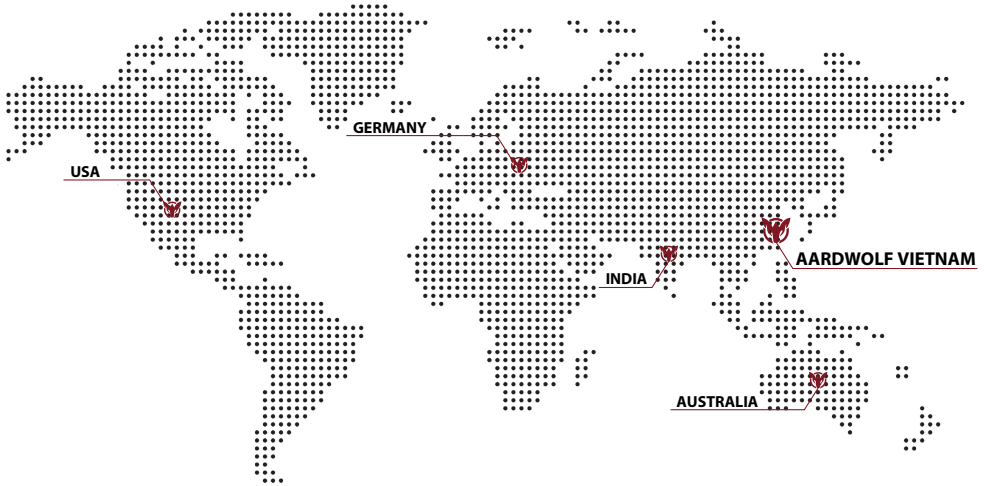 GERMANY
USA
AARDWOLF VIETNAM
INDIA
AUSTRALIA